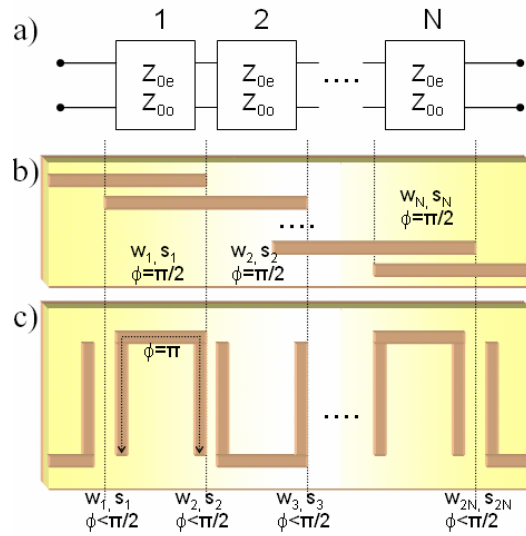 a)
1 2 N
Z0e Z0e .... Z0e
Z0o Z0o Z0o
b)
wN, sN
ϕ=π/2
....
w1, s1 w2, s2
ϕ=π/2 ϕ=π/2
c)
ϕ=π
....
w1, s1 w2, s2 w3, s3 w2N, s2N
ϕ<π/2 ϕ<π/2 ϕ<π/2 ϕ<π/2